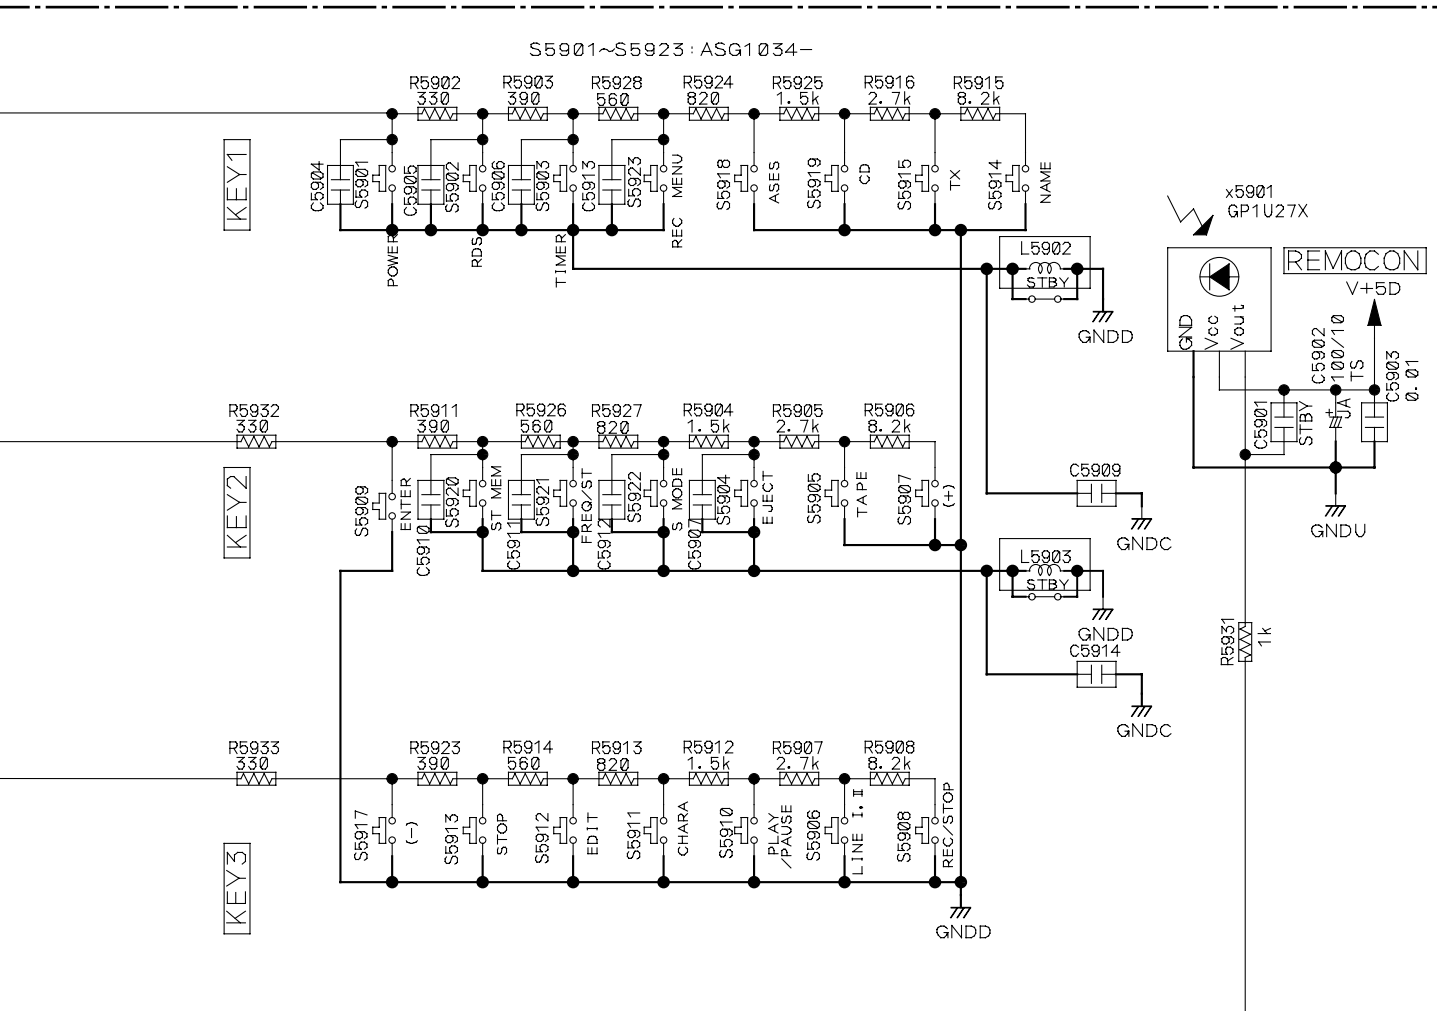 S5901~S5923:ASG1034-
R5902 R5903 R5928 R5924 R5925 R5916 R5915
330 390 560 820 1.5k 2.7k 8.2k
KEY1
C5904
S5901
POWER
C5905
S5902
RDS
C5906
S5903
TIMER
C5913
S5923
REC MENU
S5918
ASES
S5919
CD
S5915
TX
S5914
NAME
L5902
STBY
GNDD
x5901
GP1U27X
REMOCON
V+5D
GND
Vcc
Vout
C5902
100/10
TS
JA
C5903
0.01
C5901
STBY
GNDU
R5932 R5911 R5926 R5927 R5904 R5905 R5906
330 390 560 820 1.5k 2.7k 8.2k
KEY2
S5909
ENTER
C5910
S5920
ST MEM
C5911
S5921
FREQ/ST
C5912
S5922
S MODE
C5907
S5904
EJECT
S5905
TAPE
S5907
(+)
C5909
GNDC
L5903
STBY
GNDD
C5914
GNDC
R5931
1k
R5933 R5923 R5914 R5913 R5912 R5907 R5908
330 390 560 820 1.5k 2.7k 8.2k
KEY3
S5917
(-)
S5913
STOP
S5912
EDIT
S5911
CHARA
S5910
PLAY
/PAUSE
S5906
LINE I.II
S5908
REC/STOP
GNDD